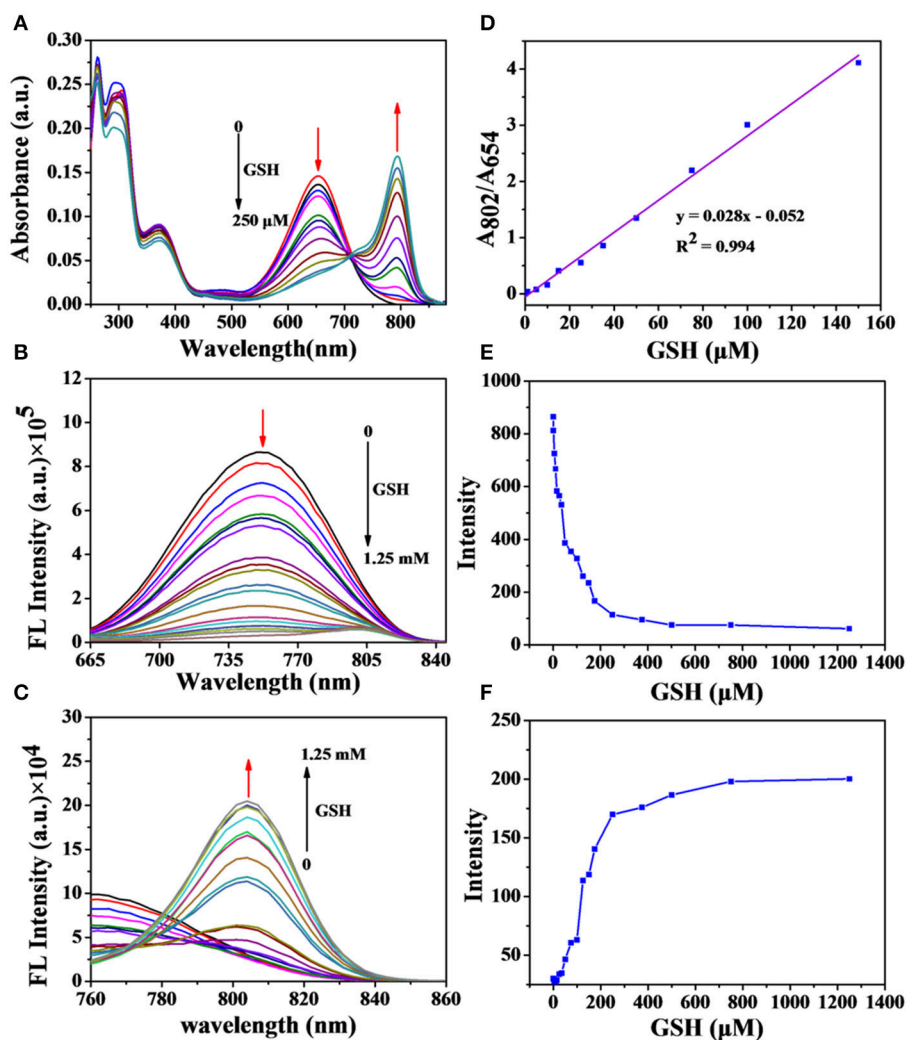 A
0.30
0.25
0.20
0.15
0.10
0.05
0.00
Absorbance (a.u.)
0
GSH
250 μM
300 400 500 600 700 800
Wavelength(nm)
D
4
3
2
1
0
A802/A654
y = 0.028x - 0.052
R2 = 0.994
0 20 40 60 80 100 120 140 160
GSH (μM)
B
12
10
8
6
4
2
0
FL Intensity (a.u.)×10^5
0
GSH
1.25 mM
665 700 735 770 805 840
Wavelength (nm)
E
1000
800
600
400
200
0
Intensity
0 200 400 600 800 1000 1200 1400
GSH (μM)
C
30
25
20
15
10
5
0
FL Intensity (a.u.)×10^4
1.25 mM
GSH
0
760 780 800 820 840 860
wavelength (nm)
F
250
200
150
100
50
Intensity
0 200 400 600 800 1000 1200 1400
GSH (μM)